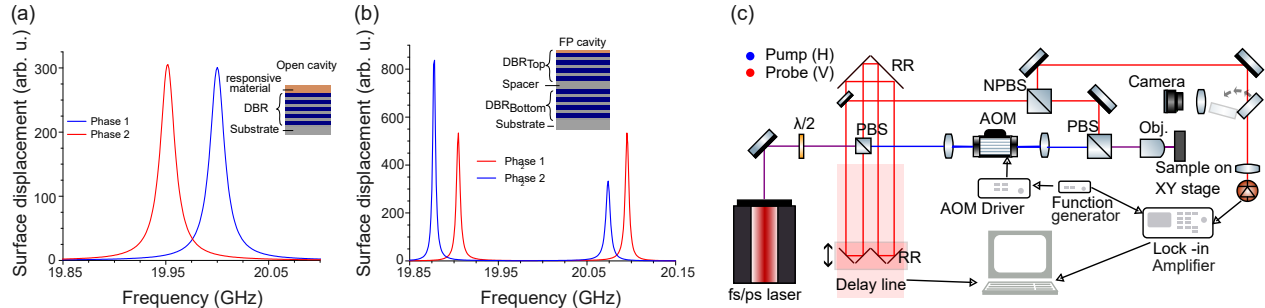 (a)
Surface displacement (arb. u.)
300
200
100
0
19.85
19.95
20.05
Frequency (GHz)
Phase 1
Phase 2
Open cavity
responsive
material
DBR
Substrate
(b)
Surface displacement (arb. u.)
800
600
400
200
0
19.85
19.95
20.05
20.15
Frequency (GHz)
Phase 1
2
Phase 2
FP cavity
DBRTop
Spacer
DBRBottom
Substrate
(c)
Pump (H)
Probe (V)
RR
NPBS
Camera
λ/2
PBS
AOM
PBS
Obj.
Sample on
XY stage
AOM Driver
Function
generator
Lock -in
Amplifier
RR
Delay line
fs/ps laser